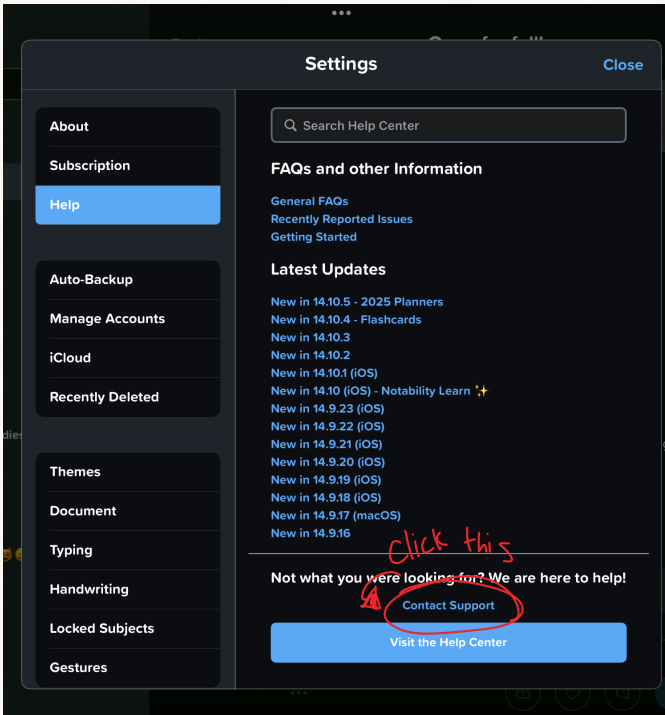 Settings
Close
About
Subscription
Help
Auto-Backup
Manage Accounts
iCloud
Recently Deleted
Themes
Document
Typing
Handwriting
Locked Subjects
Gestures
Search Help Center
FAQs and other Information
General FAQs
Recently Reported Issues
Getting Started
Latest Updates
New in 14.10.5 - 2025 Planners
New in 14.10.4 - Flashcards
New in 14.10.3
New in 14.10.2
New in 14.10.1 (iOS)
New in 14.10 (iOS) - Notability Learn ✨
New in 14.9.23 (iOS)
New in 14.9.22 (iOS)
New in 14.9.21 (iOS)
New in 14.9.20 (iOS)
New in 14.9.19 (iOS)
New in 14.9.18 (iOS)
New in 14.9.17 (macOS)
New in 14.9.16
click this
Not what you were looking for? We are here to help!
Contact Support
Visit the Help Center